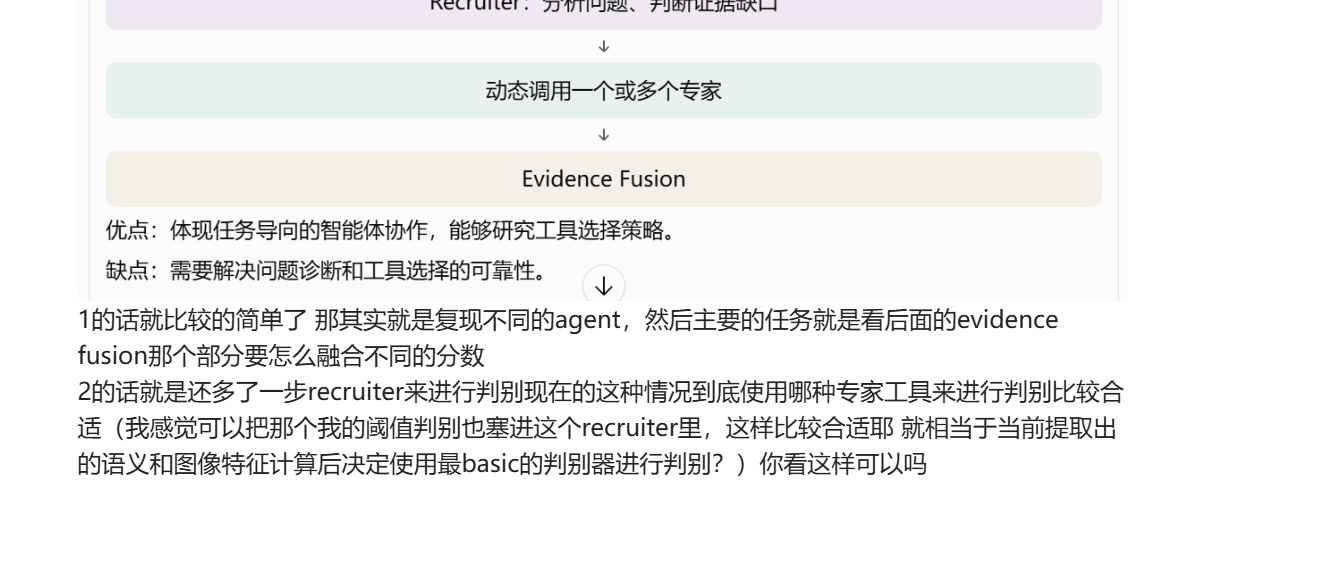 Recruiter：分析问题、判断证据缺口
↓
动态调用一个或多个专家
↓
Evidence Fusion
优点：体现任务导向的智能体协作，能够研究工具选择策略。
缺点：需要解决问题诊断和工具选择的可靠性。
1的话就比较的简单了 那其实就是复现不同的agent，然后主要的任务就是看后面的evidence
fusion那个部分要怎么融合不同的分数
2的话就是还多了一步recruiter来进行判别现在的这种情况到底使用哪种专家工具来进行判别比较合
适（我感觉可以把那个我的阈值判别也塞进这个recruiter里，这样比较合适耶 就相当于当前提取出
的语义和图像特征计算后决定使用最basic的判别器进行判别？）你看这样可以吗